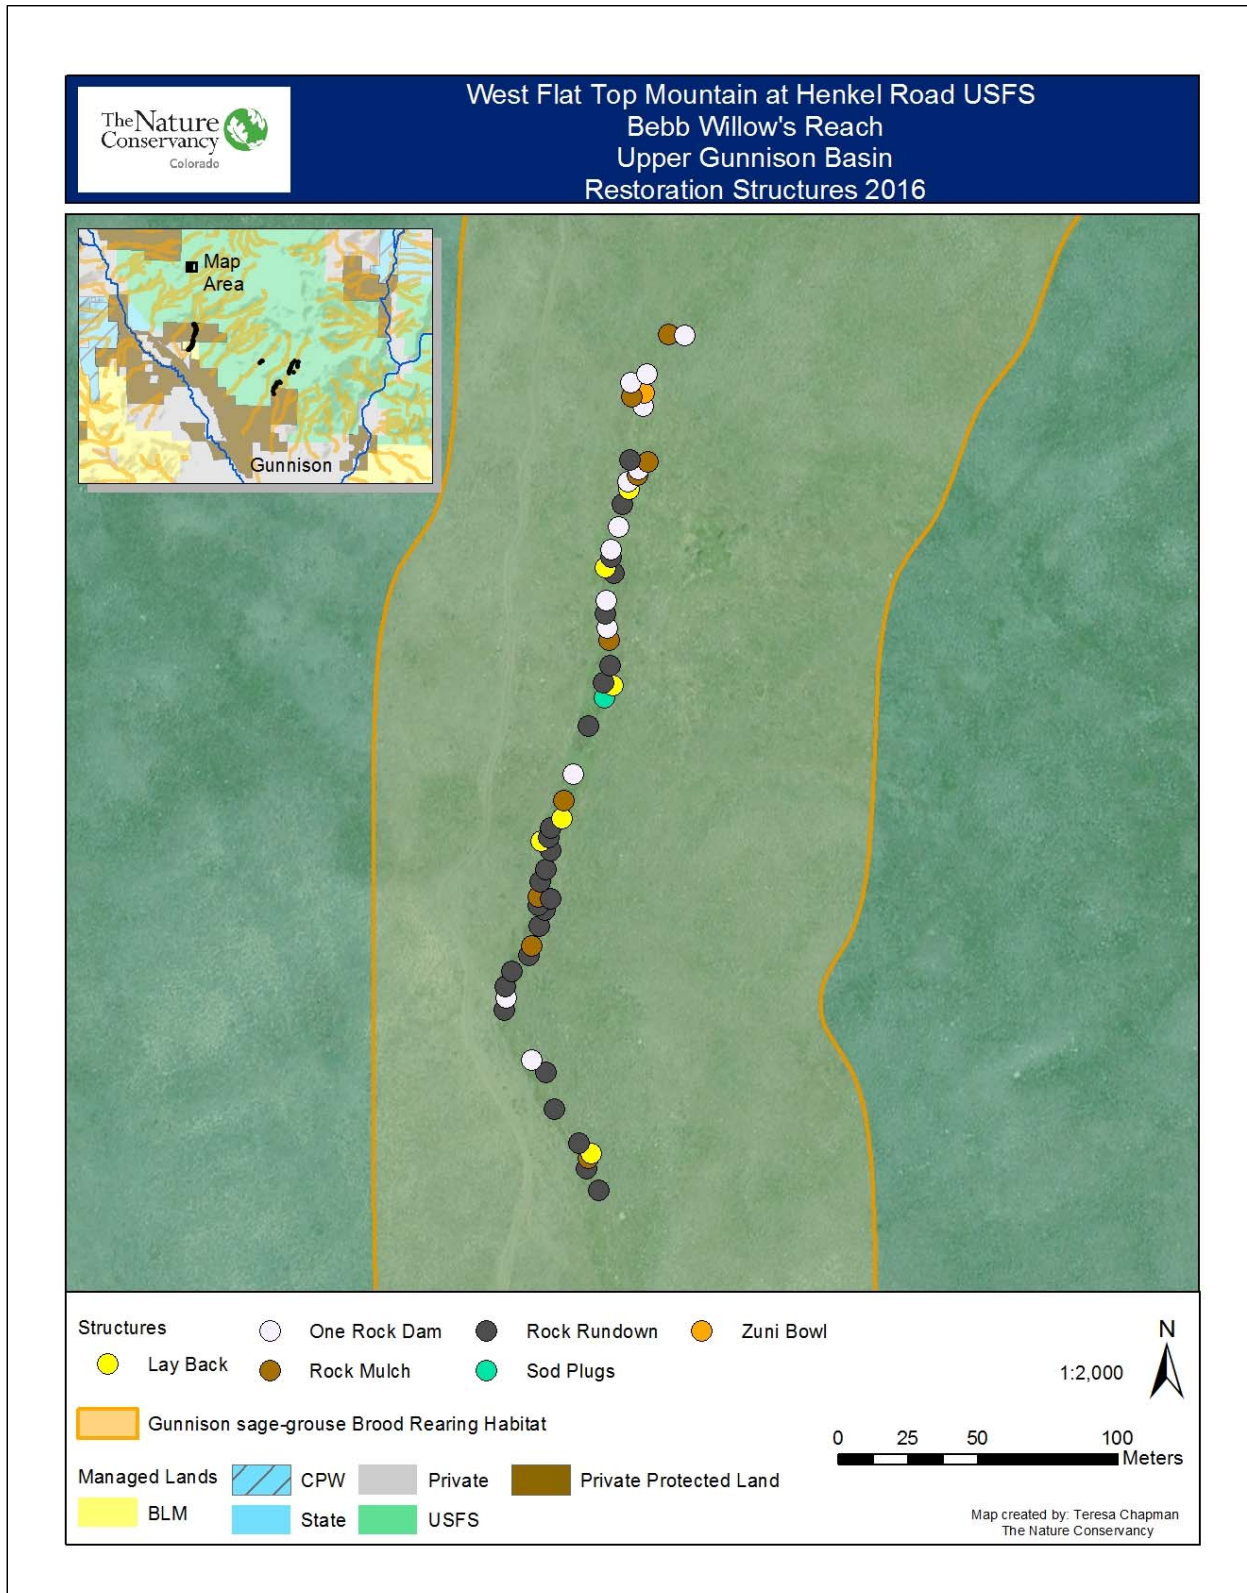 The Nature
Conservancy
Colorado
West Flat Top Mountain at Henkel Road USFS
Bebb Willow's Reach
Upper Gunnison Basin
Restoration Structures 2016
Map
Area
Gunnison
Structures
One Rock Dam
Rock Rundown
Zuni Bowl
Lay Back
Rock Mulch
Sod Plugs
N
1:2,000
Gunnison sage-grouse Brood Rearing Habitat
0 25 50 100
Meters
Managed Lands
CPW
Private
Private Protected Land
BLM
State
USFS
Map created by: Teresa Chapman
The Nature Conservancy